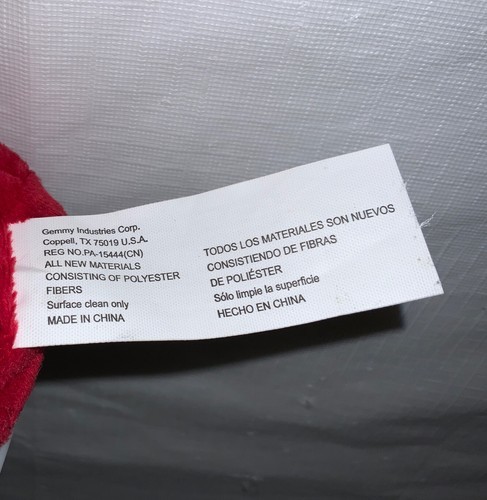 Gemmy Industries Corp.
Coppell, TX 75019 U.S.A.
REG NO.PA-15444(CN)
ALL NEW MATERIALS
CONSISTING OF POLYESTER
FIBERS
Surface clean only
MADE IN CHINA
TODOS LOS MATERIALES SON NUEVOS
CONSISTIENDO DE FIBRAS
DE POLIÉSTER
Sólo limpie la superficie
HECHO EN CHINA